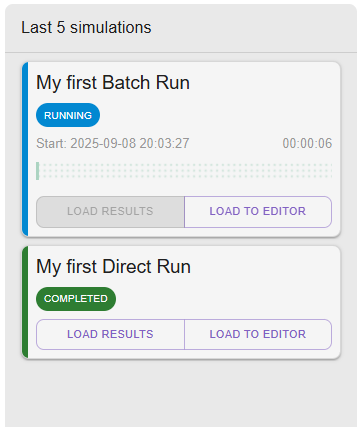 Last 5 simulations
My first Batch Run
RUNNING
Start: 2025-09-08 20:03:27 00:00:06
LOAD RESULTS LOAD TO EDITOR
My first Direct Run
COMPLETED
LOAD RESULTS LOAD TO EDITOR